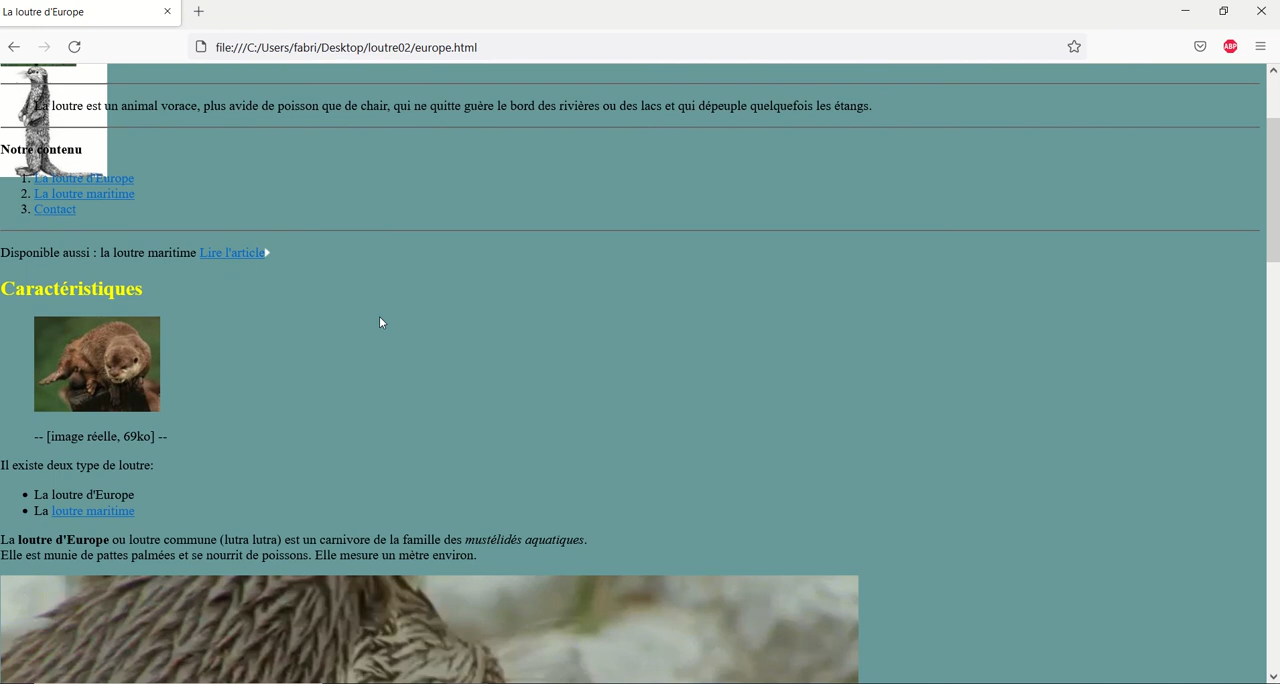 La loutre d'Europe
file:///C:/Users/fabri/Desktop/loutre02/europe.html
ABP
La loutre est un animal vorace, plus avide de poisson que de chair, qui ne quitte guère le bord des rivières ou des lacs et qui dépeuple quelquefois les étangs.
Notre contenu
1. La loutre d'Europe
2. La loutre maritime
3. Contact
Disponible aussi : la loutre maritime Lire l'article
Caractéristiques
-- [image réelle, 69ko] --
Il existe deux type de loutre:
• La loutre d'Europe
• La loutre maritime
La loutre d'Europe ou loutre commune (lutra lutra) est un carnivore de la famille des mustélidés aquatiques.
Elle est munie de pattes palmées et se nourrit de poissons. Elle mesure un mètre environ.